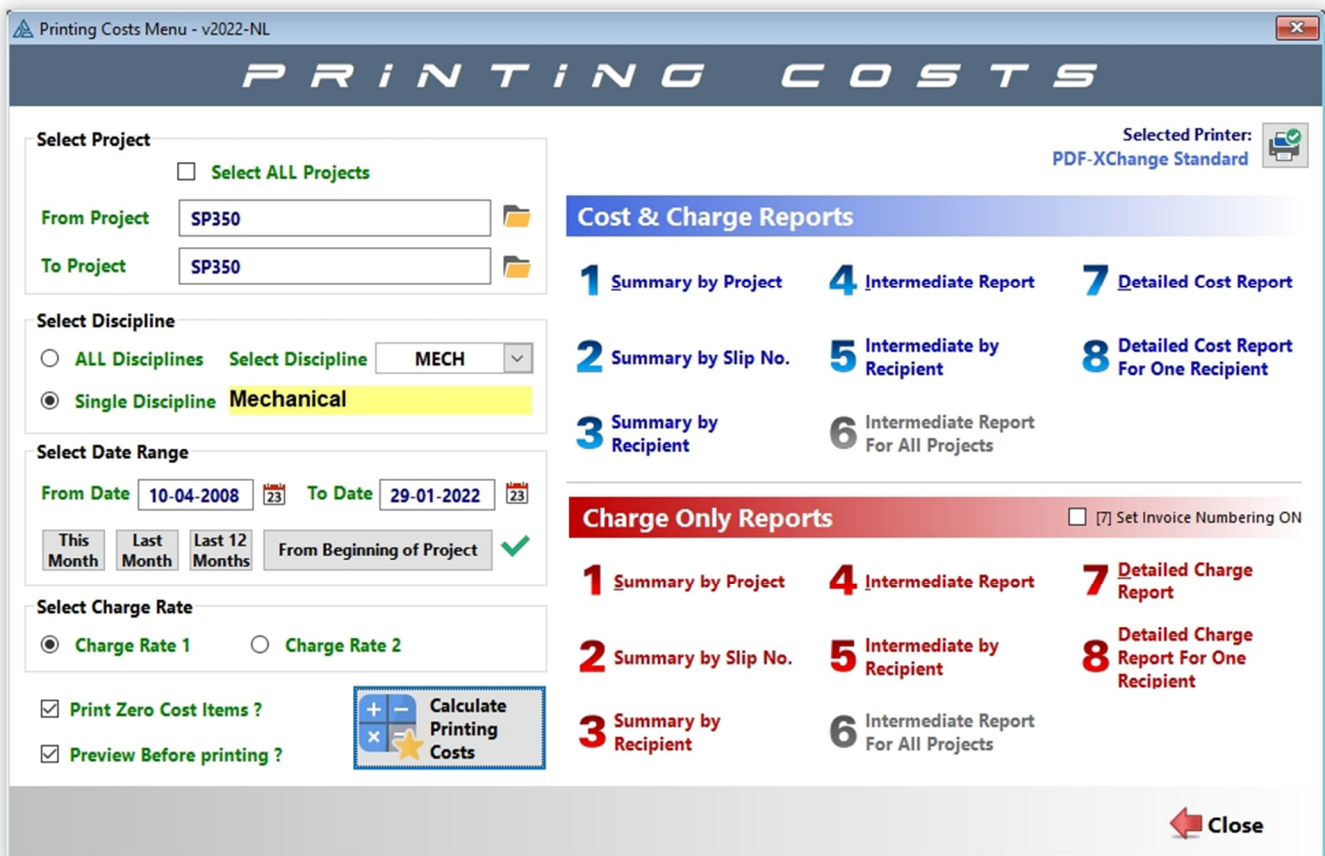 Printing Costs Menu - v2022-NL
PRiNTiNG COSTS
Select Project
Select ALL Projects
From Project SP350
To Project SP350
Select Discipline
ALL Disciplines Select Discipline MECH
Single Discipline Mechanical
Select Date Range
From Date 10-04-2008 23 To Date 29-01-2022 23
This
Month
Last
Month
Last 12
Months
From Beginning of Project
Select Charge Rate
Charge Rate 1 Charge Rate 2
Print Zero Cost Items ?
Preview Before printing ?
Calculate
Printing
Costs
Selected Printer:
PDF-XChange Standard
Cost & Charge Reports
1 Summary by Project
4 Intermediate Report
7 Detailed Cost Report
2 Summary by Slip No.
5 Intermediate by
Recipient
8 Detailed Cost Report
For One Recipient
3 Summary by
Recipient
6 Intermediate Report
For All Projects
Charge Only Reports
[7] Set Invoice Numbering ON
1 Summary by Project
4 Intermediate Report
7 Detailed Charge
Report
2 Summary by Slip No.
5 Intermediate by
Recipient
8 Detailed Charge
Report For One
Recipient
3 Summary by
Recipient
6 Intermediate Report
For All Projects
Close